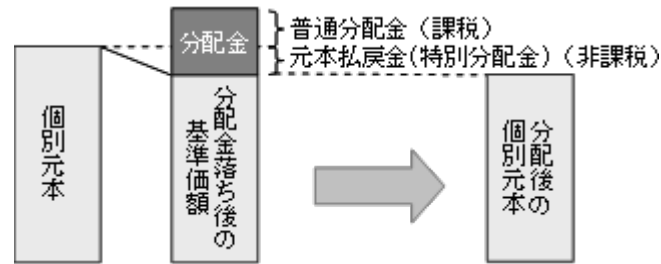 分配金
普通分配金（課税）
元本払戻金(特別分配金)（非課税）
個別元本
分配金落ち後の
基準価額
分配後の
個別元本